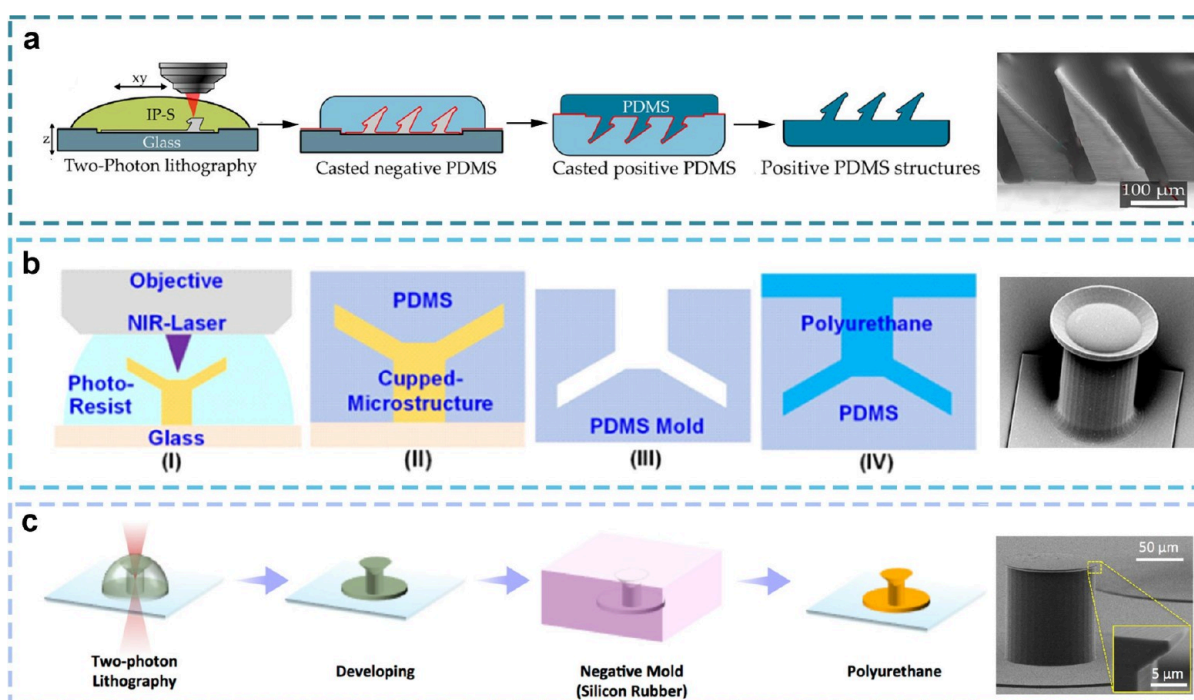 a
xy
IP-S
z
Glass
Two-Photon lithography
Casted negative PDMS
PDMS
Casted positive PDMS
Positive PDMS structures
100 μm
b
Objective
NIR-Laser
Photo-
Resist
Glass
(I)
PDMS
Cupped-
Microstructure
(II)
PDMS Mold
(III)
Polyurethane
PDMS
(IV)
c
Two-photon
Lithography
Developing
Negative Mold
(Silicon Rubber)
Polyurethane
50 μm
5 μm